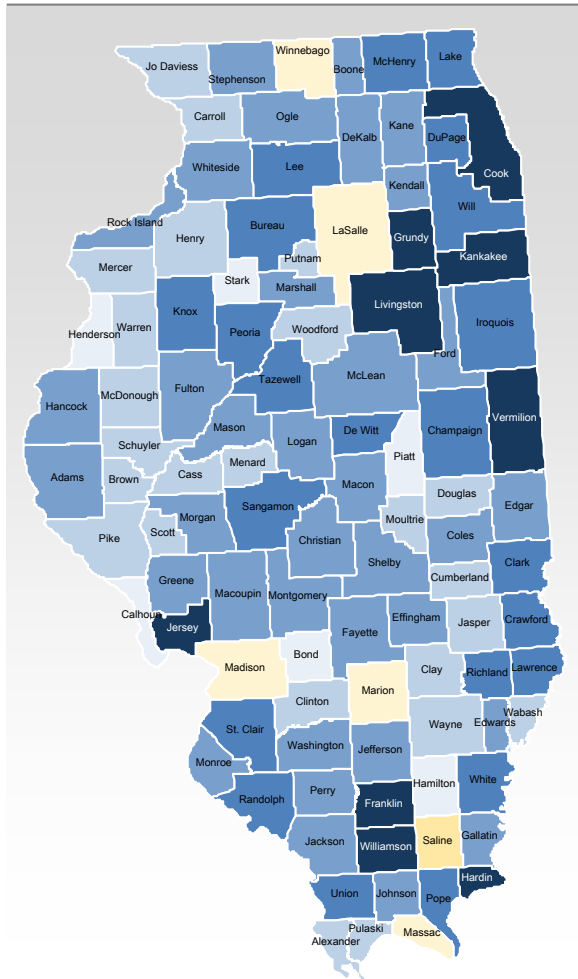 Jo Daviess
Stephenson
Winnebago
Boone
McHenry
Lake
Carroll
Ogle
DeKalb
Kane
DuPage
Cook
Whiteside
Lee
Kendall
Will
Rock Island
Henry
Bureau
LaSalle
Grundy
Kankakee
Mercer
Putnam
Stark
Marshall
Livingston
Henderson
Warren
Knox
Peoria
Woodford
Iroquois
Ford
Hancock
McDonough
Fulton
Tazewell
McLean
Vermilion
Mason
Logan
De Witt
Champaign
Schuyler
Piatt
Adams
Brown
Cass
Menard
Macon
Douglas
Edgar
Pike
Scott
Morgan
Sangamon
Christian
Moultrie
Coles
Shelby
Clark
Greene
Macoupin
Montgomery
Cumberland
Calhoun
Jersey
Fayette
Effingham
Jasper
Crawford
Madison
Bond
Marion
Clay
Richland
Lawrence
Clinton
Wayne
Edwards
Wabash
St. Clair
Washington
Jefferson
Monroe
Randolph
Perry
Franklin
Hamilton
White
Jackson
Williamson
Saline
Gallatin
Union
Johnson
Pope
Hardin
Alexander
Pulaski
Massac